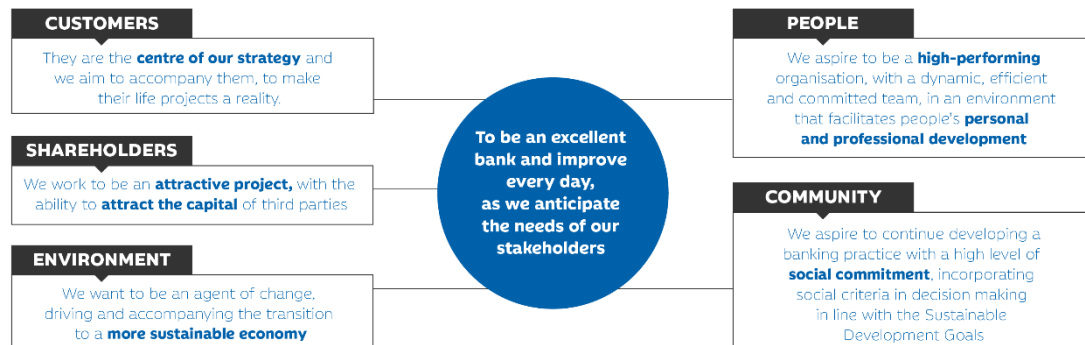 CUSTOMERS
They are the centre of our strategy and
we aim to accompany them, to make
their life projects a reality.
SHAREHOLDERS
We work to be an attractive project, with the
ability to attract the capital of third parties
ENVIRONMENT
We want to be an agent of change,
driving and accompanying the transition
to a more sustainable economy
To be an excellent
bank and improve
every day,
as we anticipate
the needs of our
stakeholders
PEOPLE
We aspire to be a high-performing
organisation, with a dynamic, efficient
and committed team, in an environment
that facilitates people's personal
and professional development
COMMUNITY
We aspire to continue developing a
banking practice with a high level of
social commitment, incorporating
social criteria in decision making
in line with the Sustainable
Development Goals